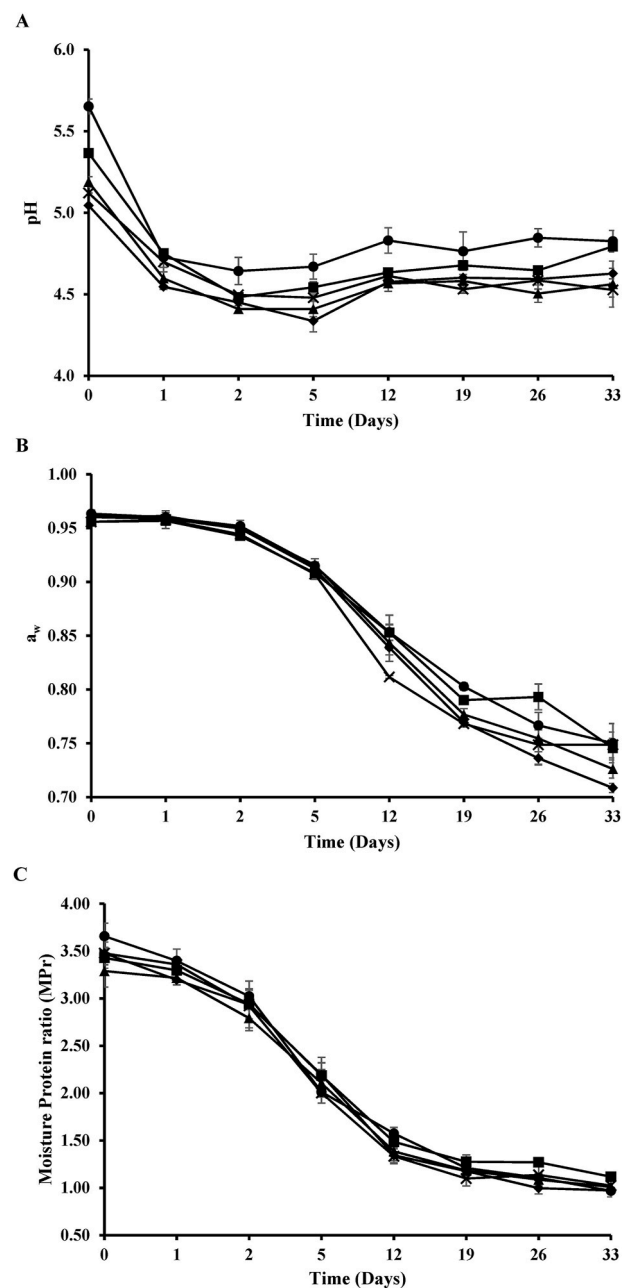 A
6.0
5.5
5.0
4.5
4.0
pH
0 1 2 5 12 19 26 33
Time (Days)
B
1.00
0.95
0.90
0.85
0.80
0.75
0.70
aw
0 1 2 5 12 19 26 33
Time (Days)
C
4.00
3.50
3.00
2.50
2.00
1.50
1.00
0.50
Moisture Protein ratio (MPr)
0 1 2 5 12 19 26 33
Time (Days)